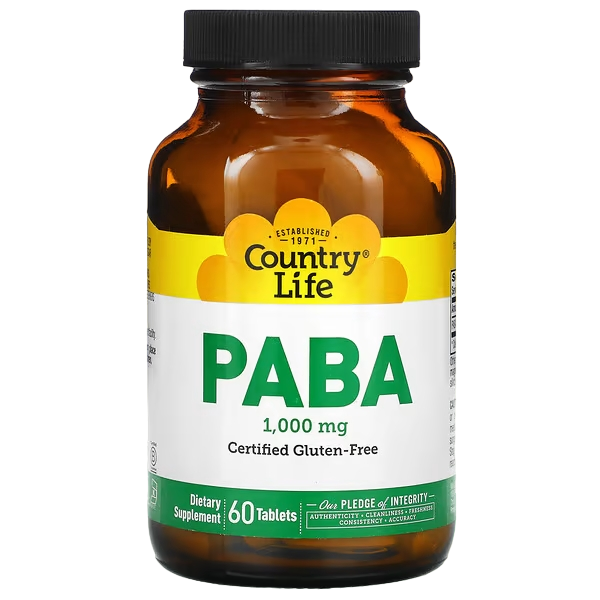 • ESTABLISHED •
— 1971 —
Country®
Life
PABA
1,000 mg
Certified Gluten-Free
Dietary
Supplement
60 Tablets
Our PLEDGE of INTEGRITY
AUTHENTICITY • CLEANLINESS • FRESHNESS
CONSISTENCY • ACCURACY